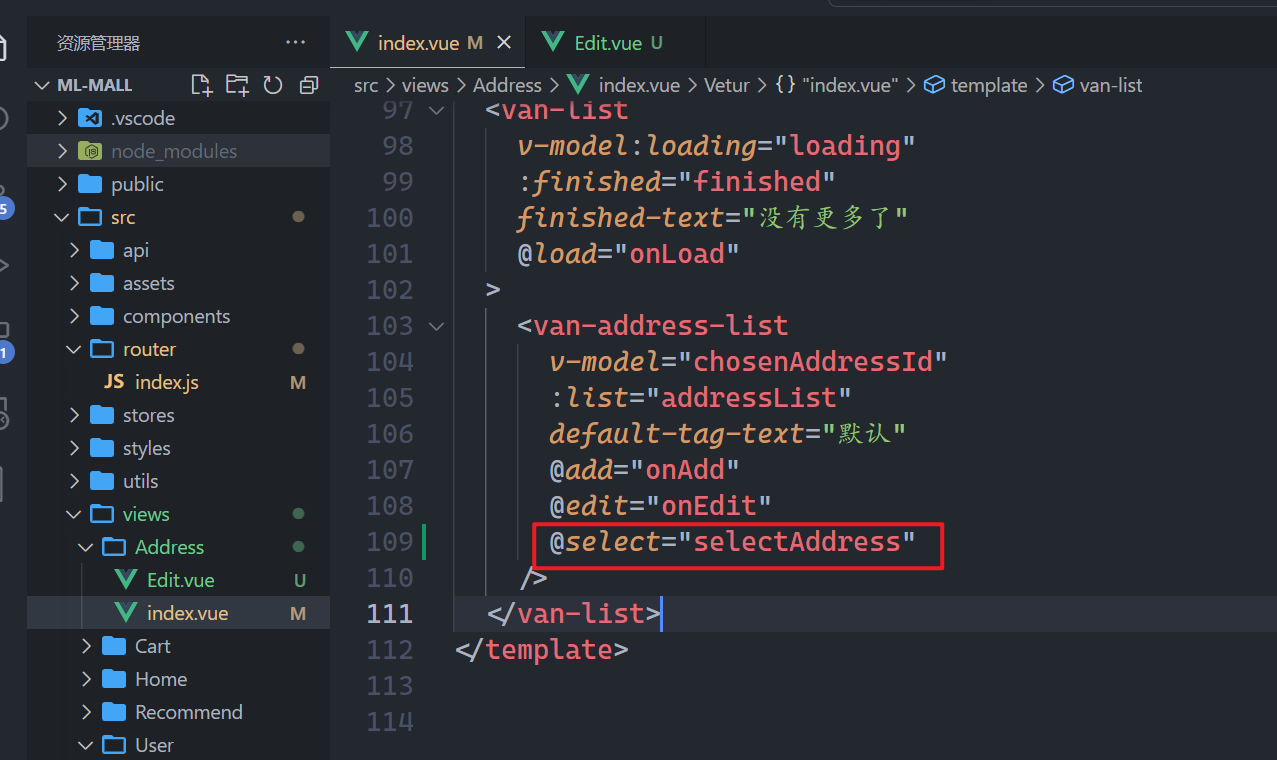 资源管理器 ···
ML-MALL
.vscode
node_modules
public
src
api
assets
components
router
JS index.js M
stores
styles
utils
views
Address
Edit.vue U
index.vue M
Cart
Home
Recommend
User
5
1
index.vue M × Edit.vue U
src > views > Address > index.vue > Vetur > {} "index.vue" > template > van-list
97 <van-list
98 v-model:loading="loading"
99 :finished="finished"
100 finished-text="没有更多了"
101 @load="onLoad"
102 >
103 <van-address-list
104 v-model="chosenAddressId"
105 :list="addressList"
106 default-tag-text="默认"
107 @add="onAdd"
108 @edit="onEdit"
109 @select="selectAddress"
110 />
111 </van-list>
112 </template>
113
114